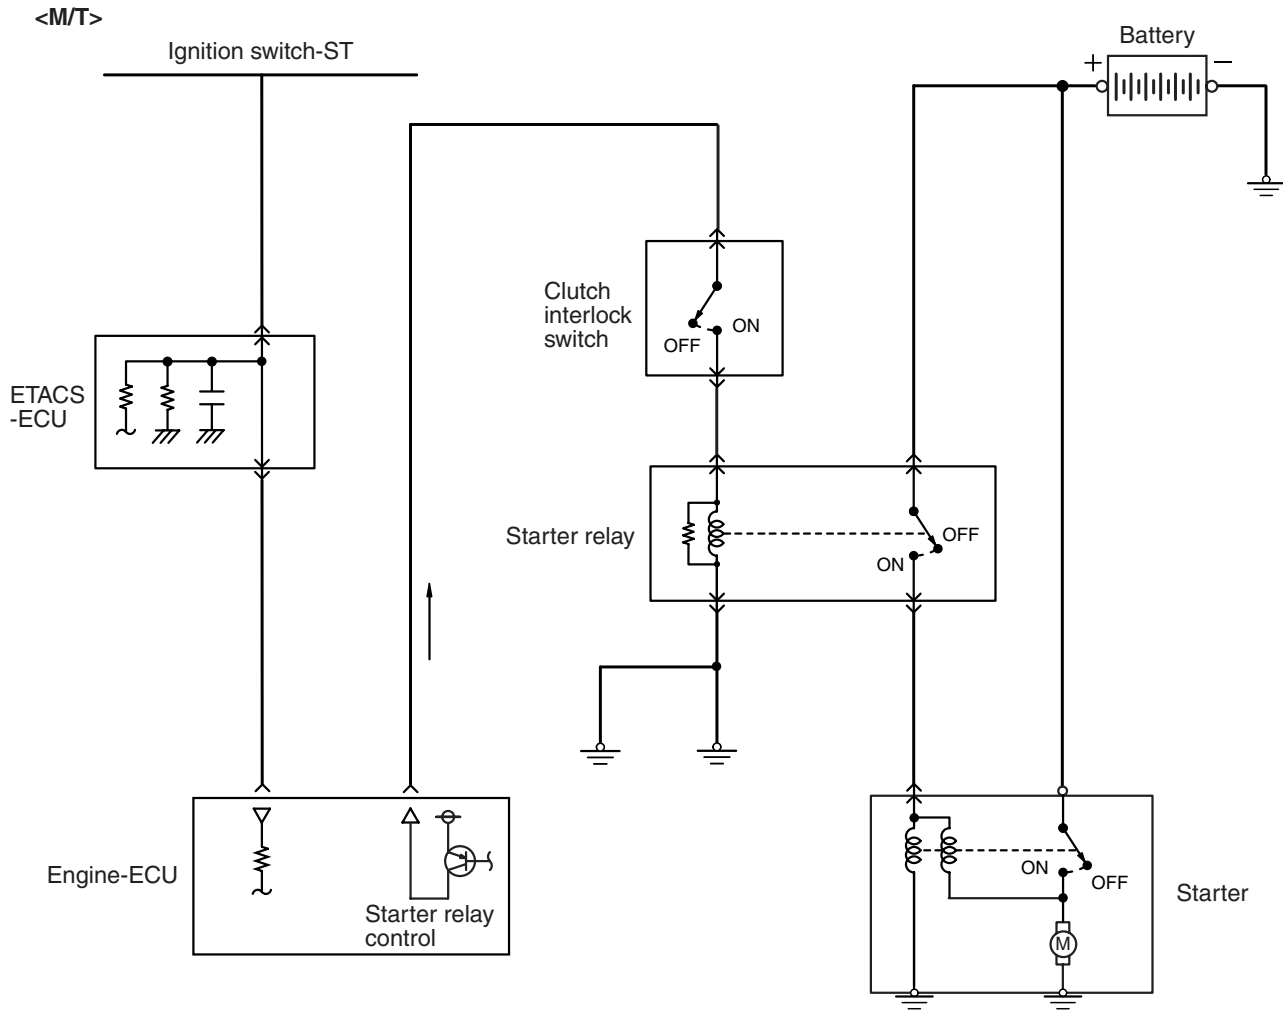 <M/T>
Ignition switch-ST
Battery
+
−
Clutch
interlock
switch
ON
OFF
ETACS
-ECU
Starter relay
OFF
ON
Engine-ECU
Starter relay
control
ON
OFF
M
Starter